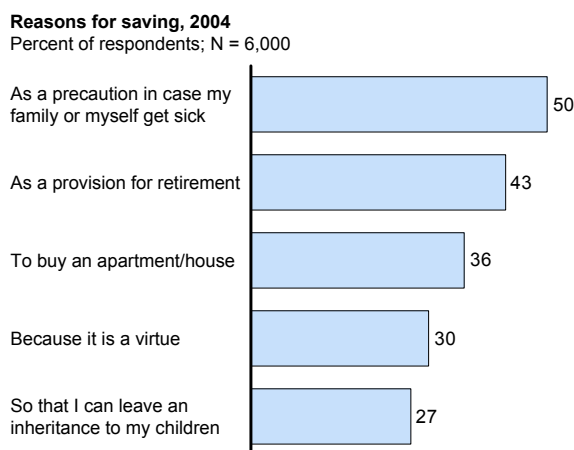 Reasons for saving, 2004
Percent of respondents; N = 6,000
As a precaution in case my
family or myself get sick
50
As a provision for retirement
43
To buy an apartment/house
36
Because it is a virtue
30
So that I can leave an
inheritance to my children
27